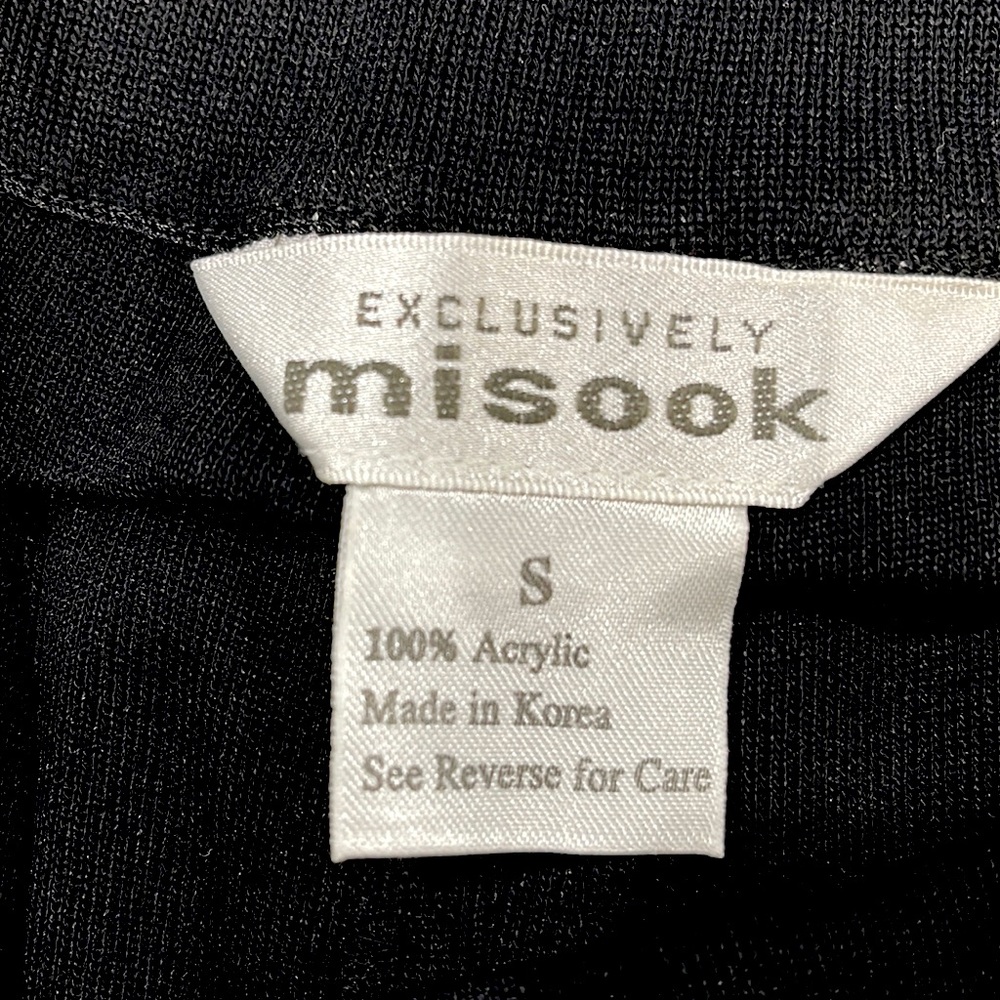 EXCLUSIVELY
misook
S
100% Acrylic
Made in Korea
See Reverse for Care